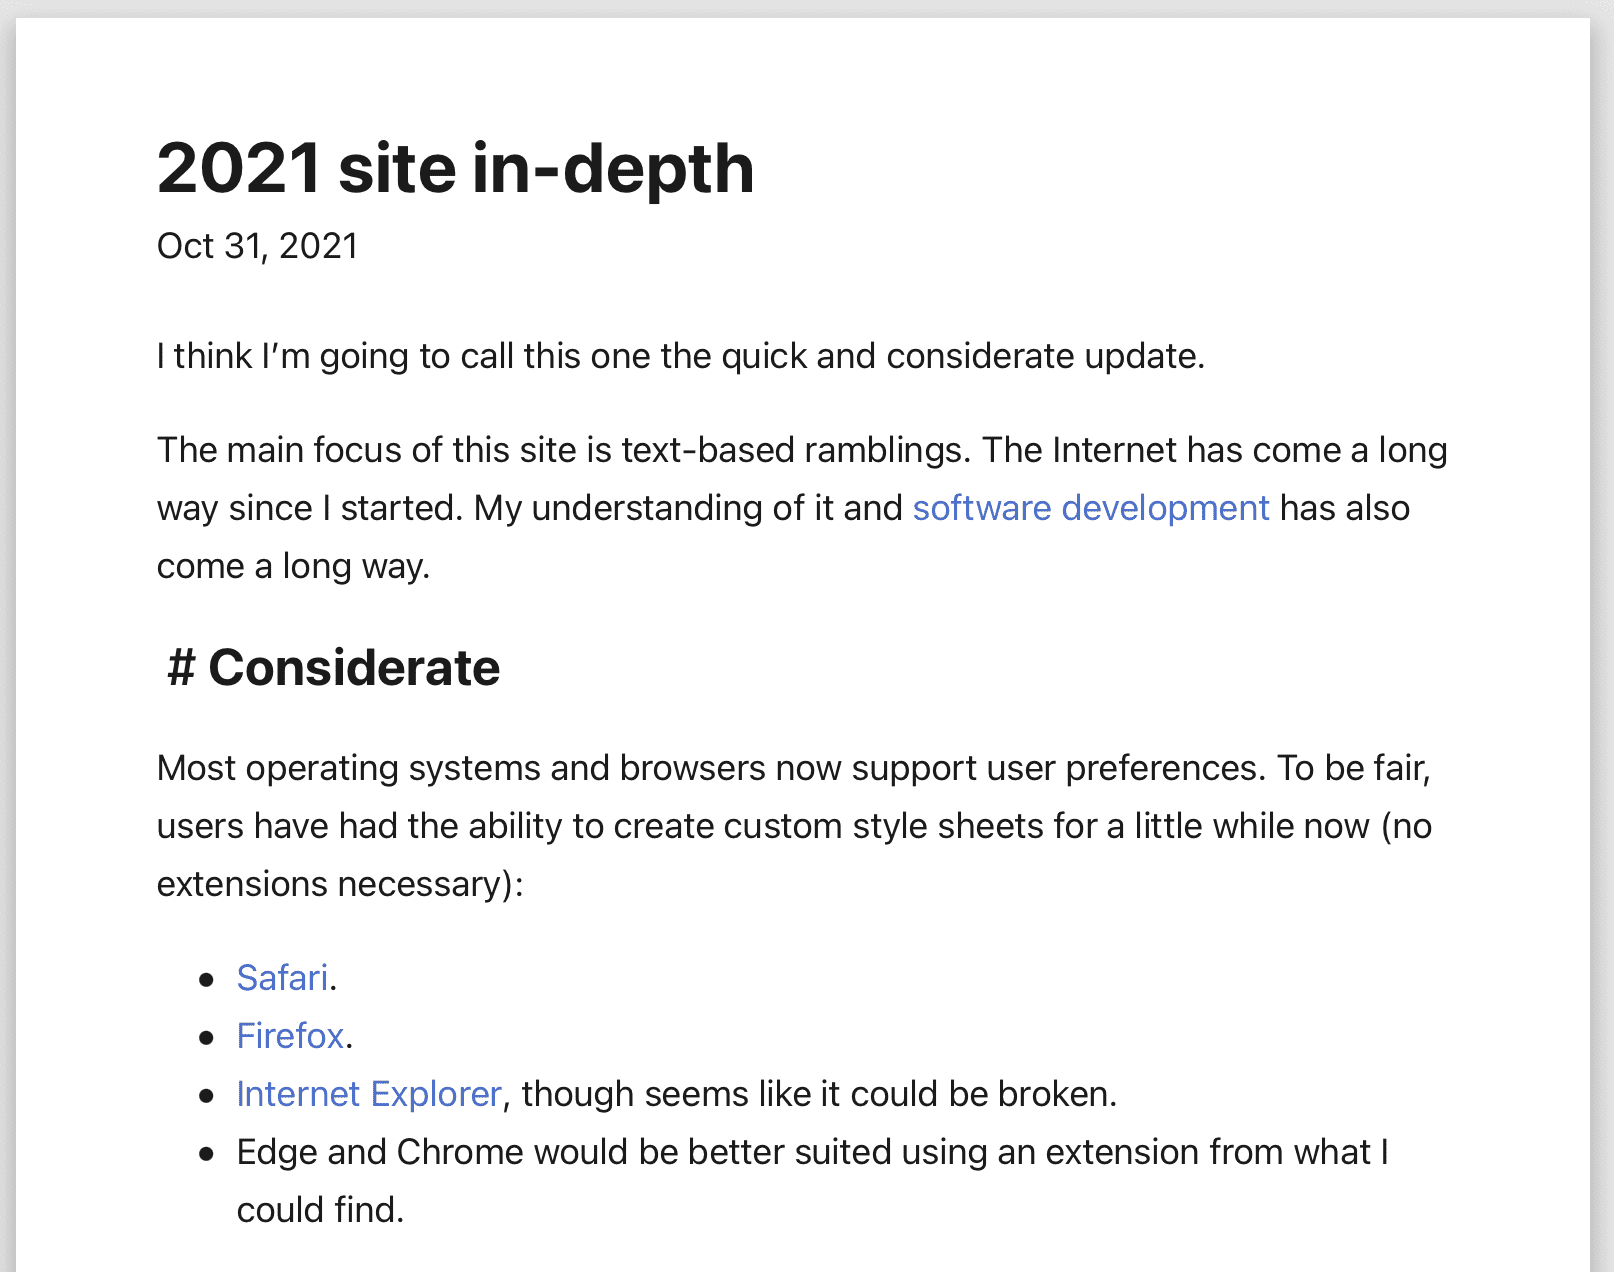 2021 site in-depth
Oct 31, 2021
I think I’m going to call this one the quick and considerate update.
The main focus of this site is text-based ramblings. The Internet has come a long
way since I started. My understanding of it and software development has also
come a long way.
# Considerate
Most operating systems and browsers now support user preferences. To be fair,
users have had the ability to create custom style sheets for a little while now (no
extensions necessary):
• Safari.
• Firefox.
• Internet Explorer, though seems like it could be broken.
• Edge and Chrome would be better suited using an extension from what I
could find.